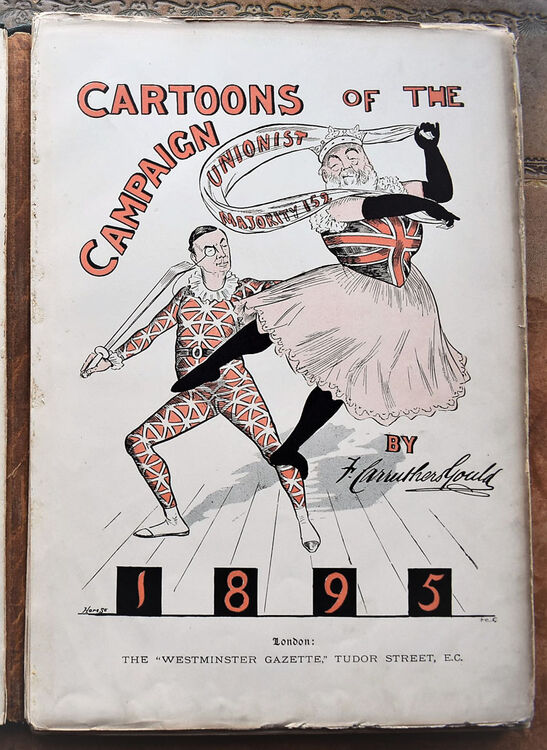 CARTOONS OF THE
CAMPAIGN
UNIONIST
MAJORITY 152
BY
F. Carruthers Gould
1895
London:
THE "WESTMINSTER GAZETTE," TUDOR STREET, E.C.